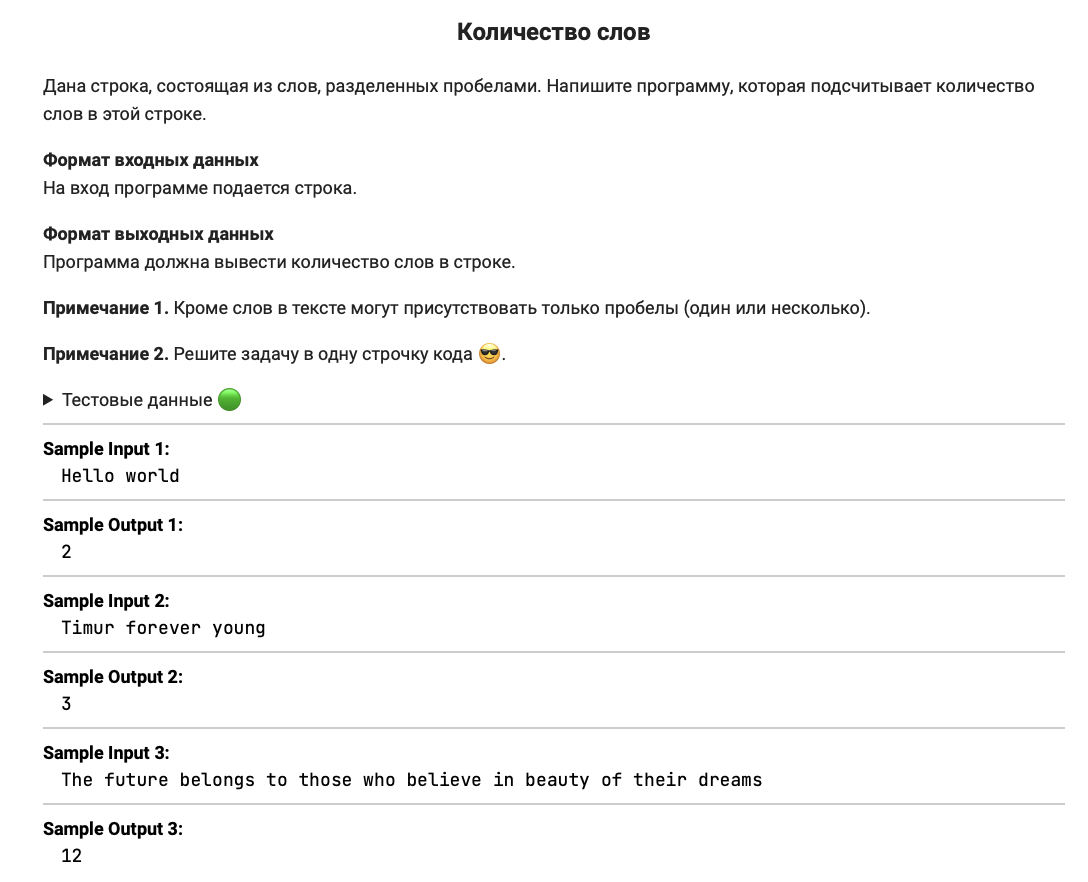 Количество слов
Дана строка, состоящая из слов, разделенных пробелами. Напишите программу, которая подсчитывает количество
слов в этой строке.
Формат входных данных
На вход программе подается строка.
Формат выходных данных
Программа должна вывести количество слов в строке.
Примечание 1. Кроме слов в тексте могут присутствовать только пробелы (один или несколько).
Примечание 2. Решите задачу в одну строчку кода 😎.
Тестовые данные
Sample Input 1:
Hello world
Sample Output 1:
2
Sample Input 2:
Timur forever young
Sample Output 2:
3
Sample Input 3:
The future belongs to those who believe in beauty of their dreams
Sample Output 3:
12